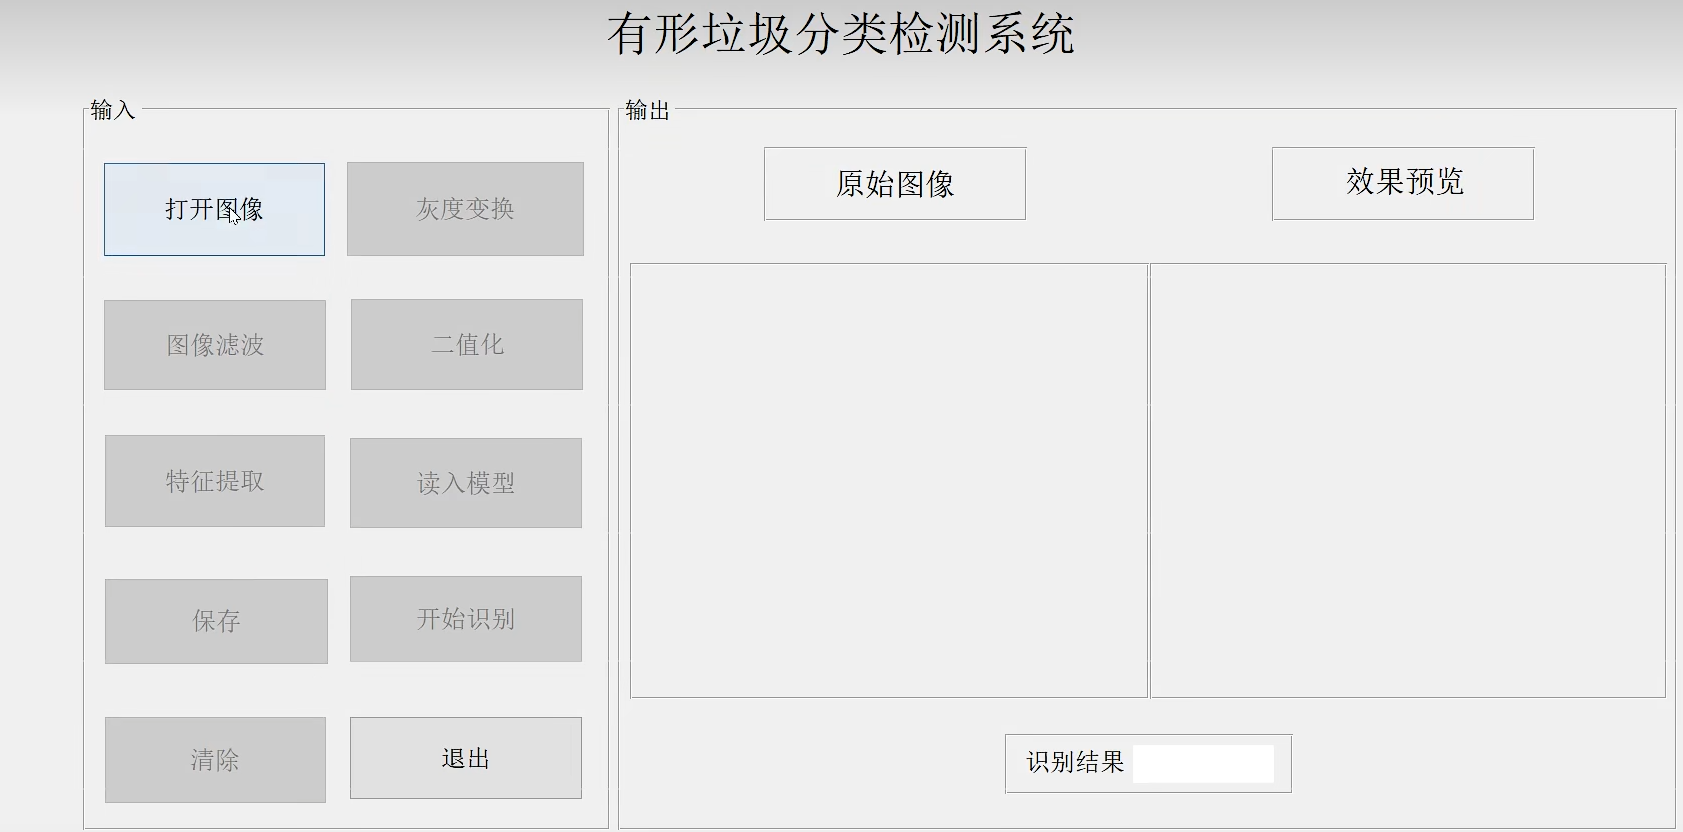 有形垃圾分类检测系统
输入
打开图像
灰度变换
图像滤波
二值化
特征提取
读入模型
保存
开始识别
清除
退出
输出
原始图像
效果预览
识别结果